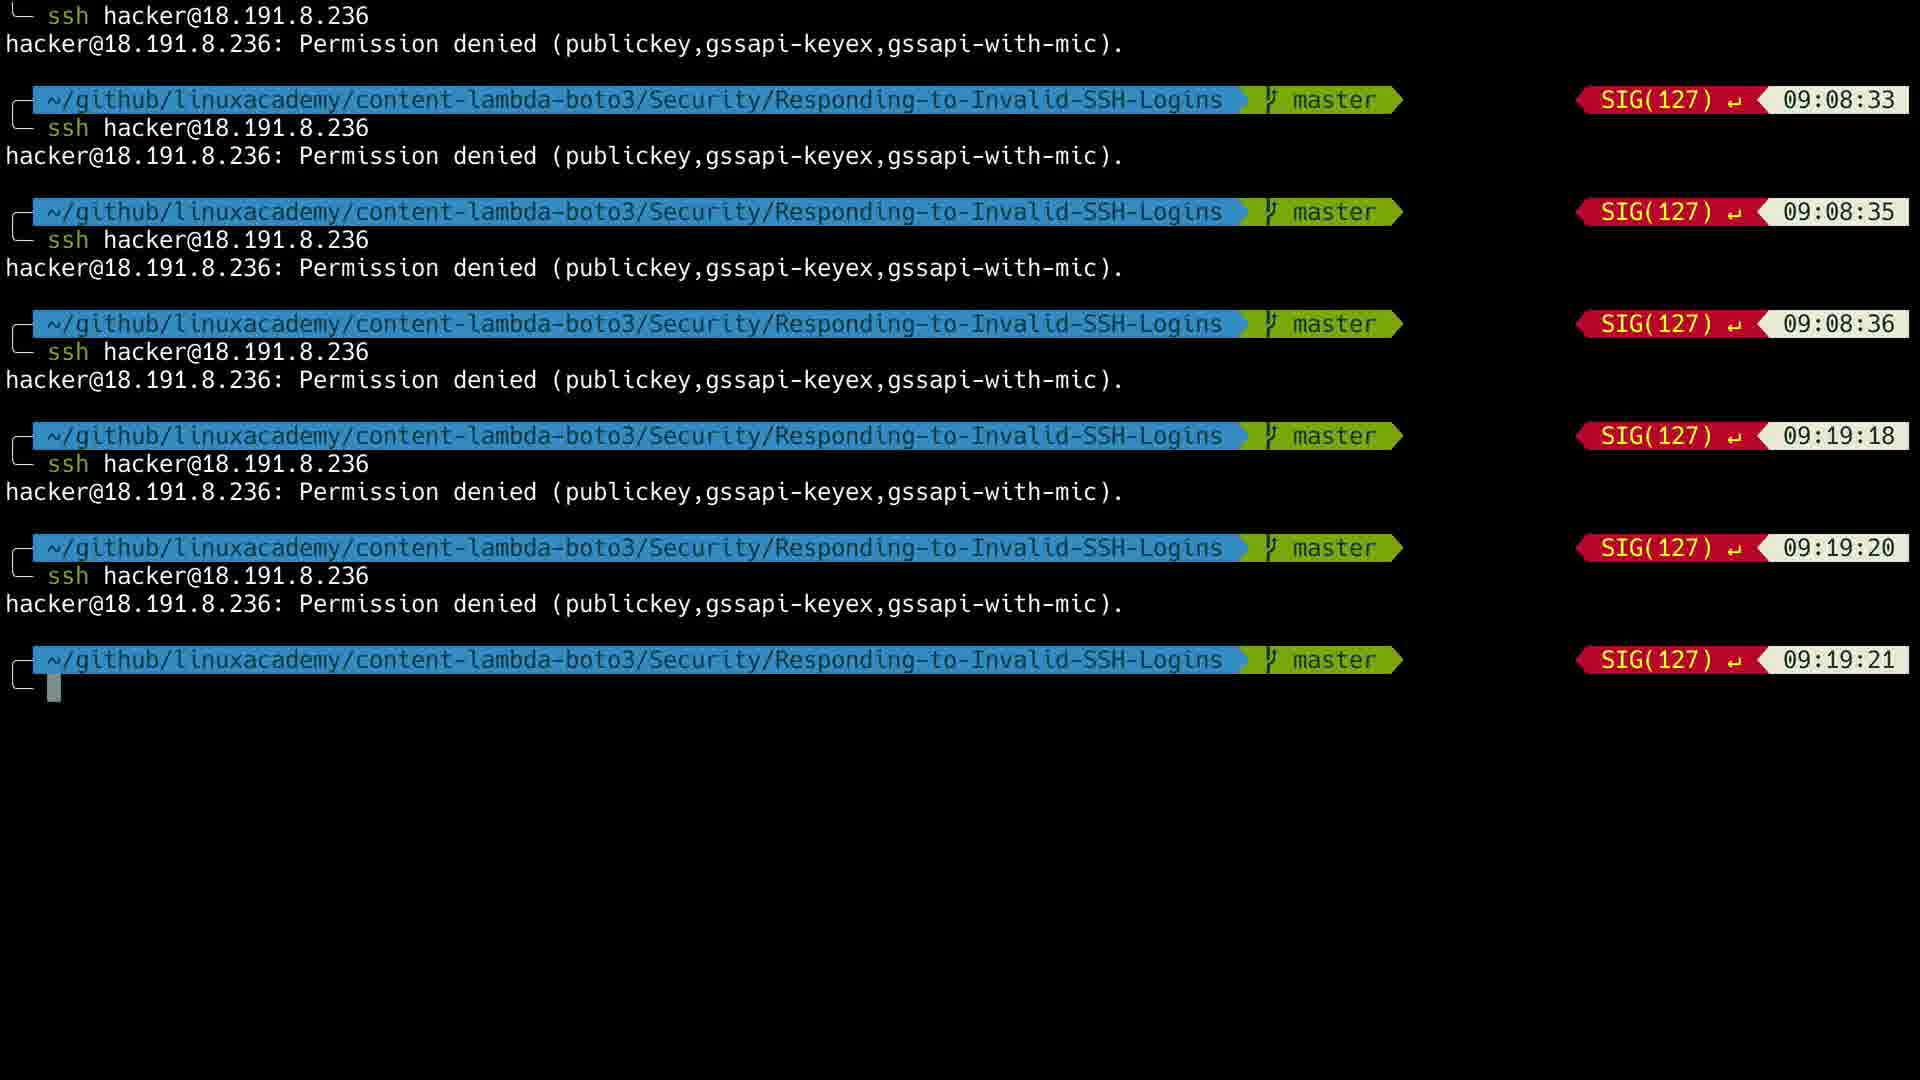 ssh hacker@18.191.8.236
hacker@18.191.8.236: Permission denied (publickey,gssapi-keyex,gssapi-with-mic).
~/github/linuxacademy/content-lambda-boto3/Security/Responding-to-Invalid-SSH-Logins master SIG(127) ↵ 09:08:33
ssh hacker@18.191.8.236
hacker@18.191.8.236: Permission denied (publickey,gssapi-keyex,gssapi-with-mic).
~/github/linuxacademy/content-lambda-boto3/Security/Responding-to-Invalid-SSH-Logins master SIG(127) ↵ 09:08:35
ssh hacker@18.191.8.236
hacker@18.191.8.236: Permission denied (publickey,gssapi-keyex,gssapi-with-mic).
~/github/linuxacademy/content-lambda-boto3/Security/Responding-to-Invalid-SSH-Logins master SIG(127) ↵ 09:08:36
ssh hacker@18.191.8.236
hacker@18.191.8.236: Permission denied (publickey,gssapi-keyex,gssapi-with-mic).
~/github/linuxacademy/content-lambda-boto3/Security/Responding-to-Invalid-SSH-Logins master SIG(127) ↵ 09:19:18
ssh hacker@18.191.8.236
hacker@18.191.8.236: Permission denied (publickey,gssapi-keyex,gssapi-with-mic).
~/github/linuxacademy/content-lambda-boto3/Security/Responding-to-Invalid-SSH-Logins master SIG(127) ↵ 09:19:20
ssh hacker@18.191.8.236
hacker@18.191.8.236: Permission denied (publickey,gssapi-keyex,gssapi-with-mic).
~/github/linuxacademy/content-lambda-boto3/Security/Responding-to-Invalid-SSH-Logins master SIG(127) ↵ 09:19:21